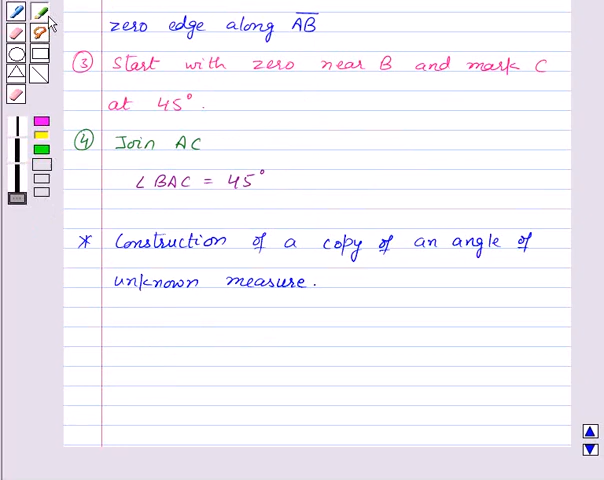 zero edge along AB
③ Start with zero near B and mark C
at 45°.
④ Join AC
∠BAC = 45°
* Construction of a copy of an angle of
unknown measure.